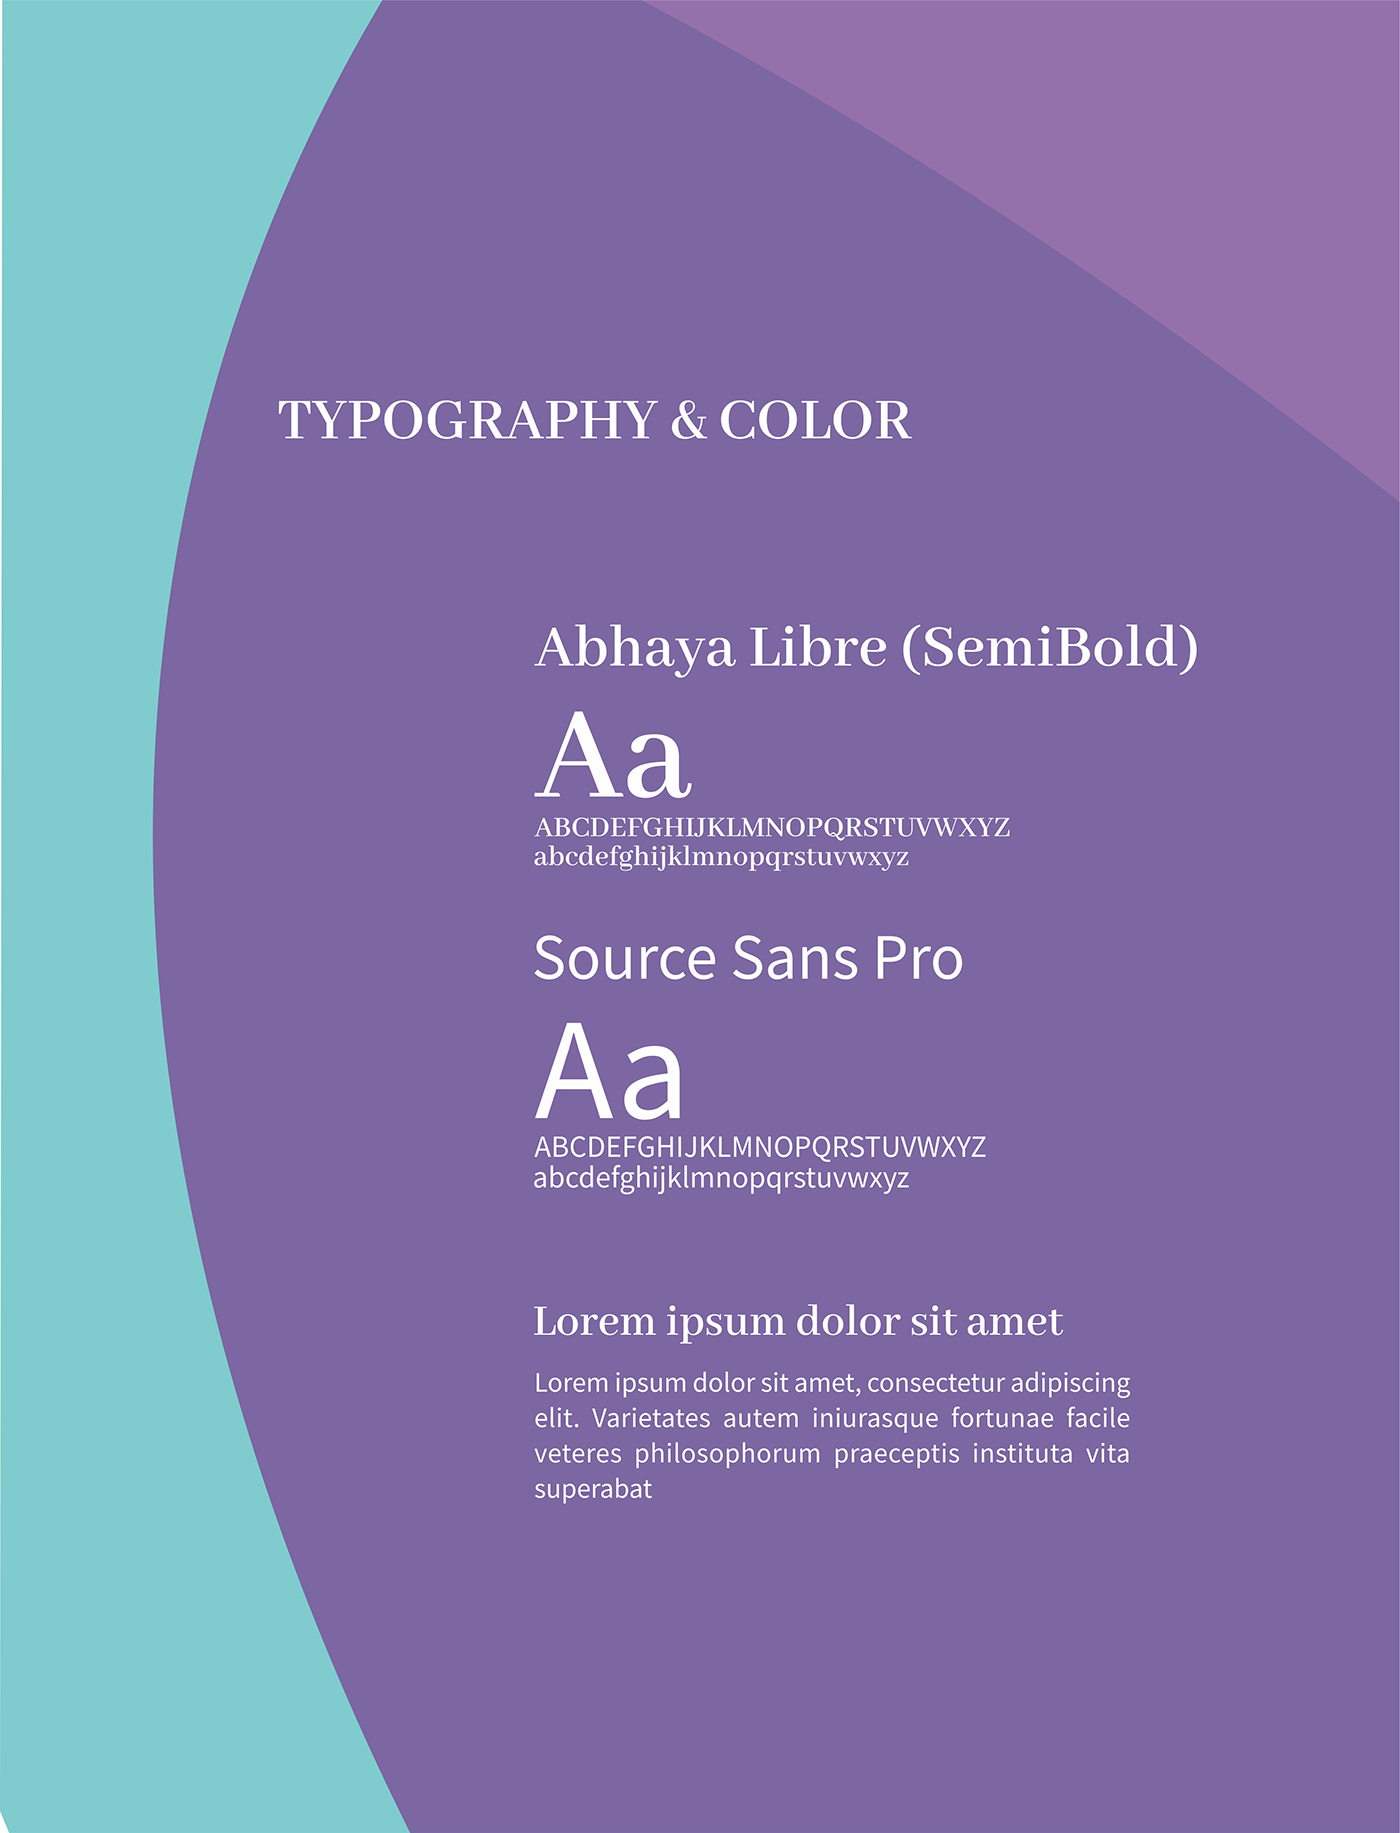 TYPOGRAPHY & COLOR
Abhaya Libre (SemiBold)
Aa
ABCDEFGHIJKLMNOPQRSTUVWXYZ
abcdefghijklmnopqrstuvwxyz
Source Sans Pro
Aa
ABCDEFGHIJKLMNOPQRSTUVWXYZ
abcdefghijklmnopqrstuvwxyz
Lorem ipsum dolor sit amet
Lorem ipsum dolor sit amet, consectetur adipiscing
elit. Varietates autem iniurasque fortunae facile
veteres philosophorum praeceptis instituta vita
superabat